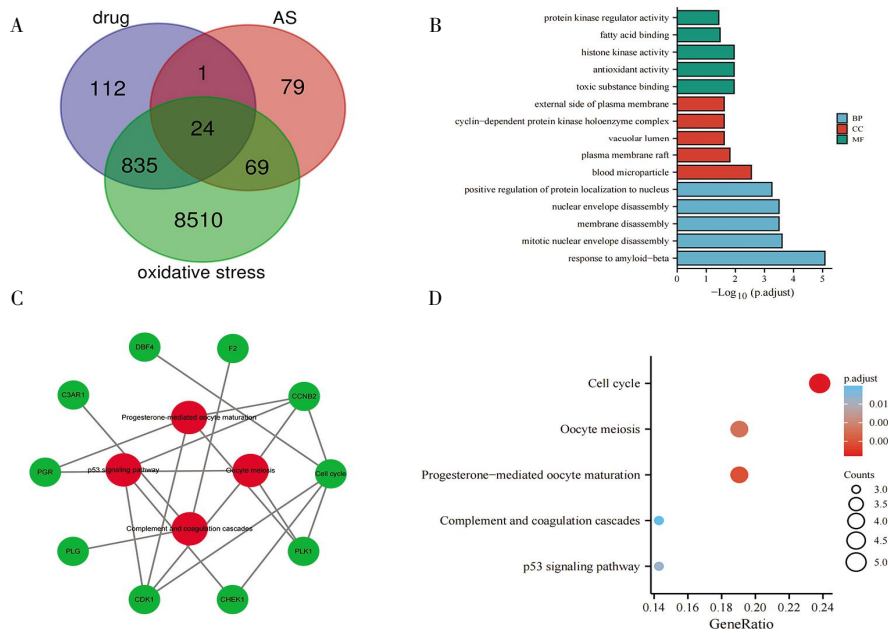 A
drug
AS
112
1
79
24
835
69
8510
oxidative stress
B
protein kinase regulator activity
fatty acid binding
histone kinase activity
antioxidant activity
toxic substance binding
external side of plasma membrane
cyclin−dependent protein kinase holoenzyme complex
vacuolar lumen
plasma membrane raft
blood microparticle
positive regulation of protein localization to nucleus
nuclear envelope disassembly
membrane disassembly
mitotic nuclear envelope disassembly
response to amyloid−beta
0 1 2 3 4 5
−Log10 (p.adjust)
BP
CC
MF
C
DBF4
F2
C3AR1
CCNB2
Progesterone-mediated oocyte maturation
PGR
p53 signaling pathway
Oocyte meiosis
Cell cycle
Complement and coagulation cascades
PLG
PLK1
CDK1
CHEK1
D
Cell cycle
Oocyte meiosis
Progesterone−mediated oocyte maturation
Complement and coagulation cascades
p53 signaling pathway
0.14 0.16 0.18 0.20 0.22 0.24
GeneRatio
p.adjust
0.01
0.00
0.00
Counts
3.0
3.5
4.0
4.5
5.0